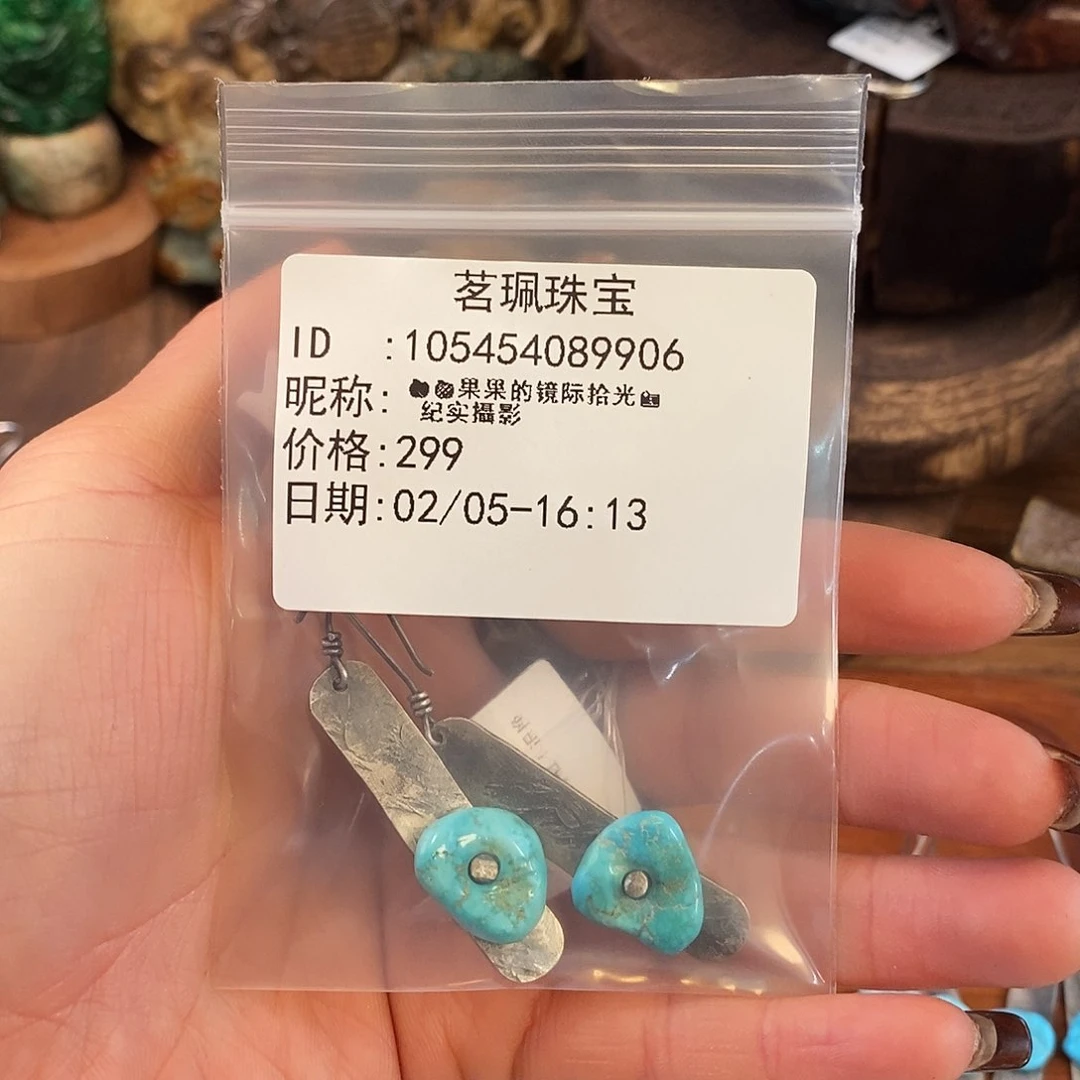 茗珮珠宝
ID :105454089906
昵称: 果果的镜际拾光
纪实攝影
价格:299
日期:02/05-16:13